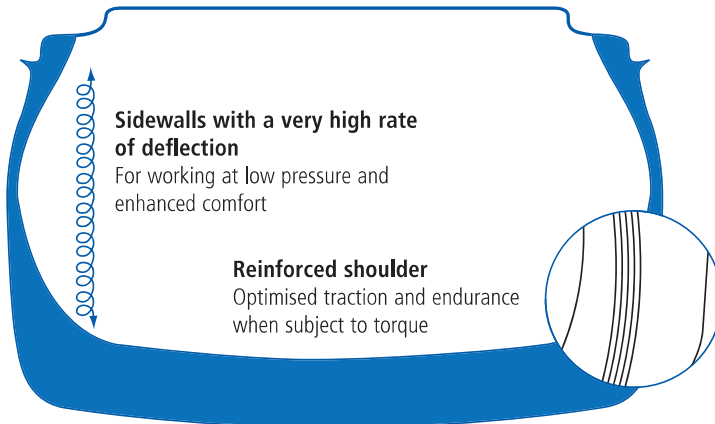 Sidewalls with a very high rate
of deflection
For working at low pressure and
enhanced comfort
Reinforced shoulder
Optimised traction and endurance
when subject to torque